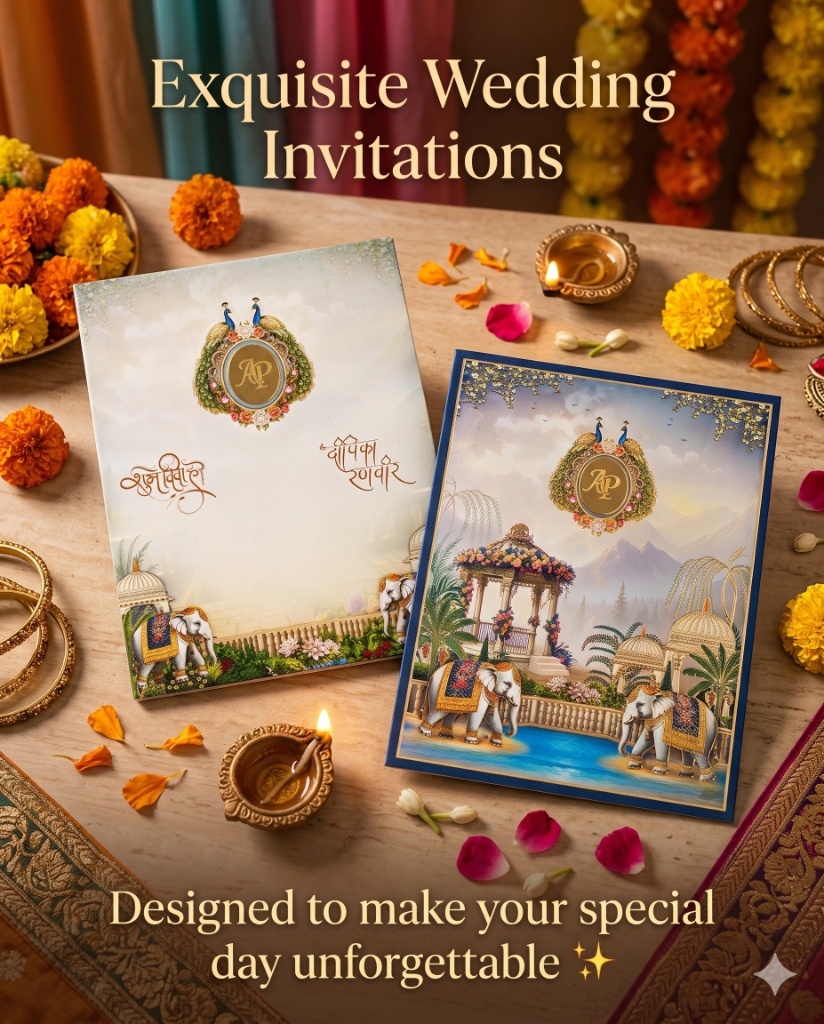 Exquisite Wedding
Invitations
AP
शुभ विवाह
दीपिका
रणवीर
AP
Designed to make your special
day unforgettable ✨